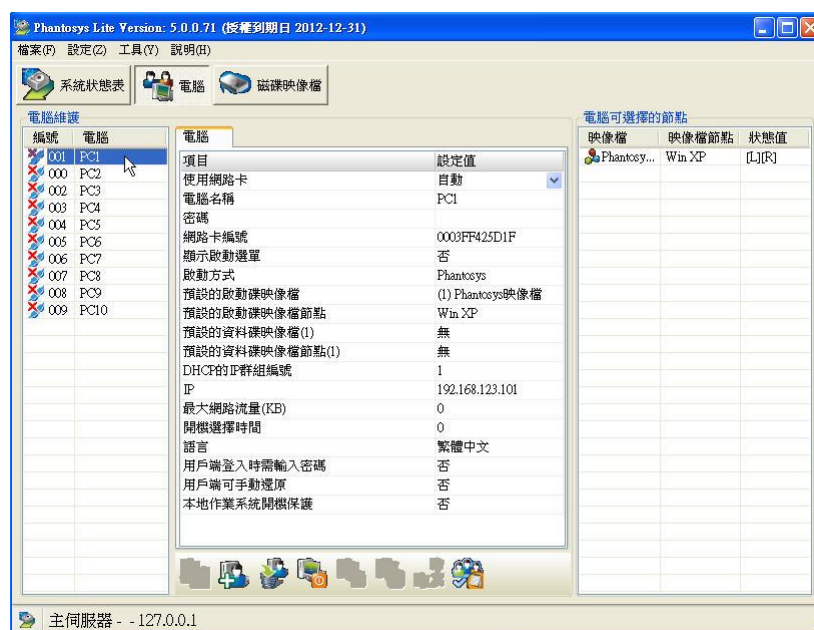 Phantosys Lite Version: 5.0.0.71 (授權到期日 2012-12-31)
檔案(F) 設定(Z) 工具(Y) 說明(H)
系統狀態表 電腦 磁碟映像檔
電腦維護
編號 電腦
001 PC1
000 PC2
002 PC3
003 PC4
004 PC5
005 PC6
006 PC7
007 PC8
008 PC9
009 PC10
電腦
項目 設定值
使用網路卡 自動
電腦名稱 PC1
密碼
網路卡編號 0003FF425D1F
顯示啟動選單 否
啟動方式 Phantosys
預設的啟動碟映像檔 (1) Phantosys映像檔
預設的啟動碟映像檔節點 Win XP
預設的資料碟映像檔(1) 無
預設的資料碟映像檔節點(1) 無
DHCP的IP群組編號 1
IP 192.168.123.101
最大網路流量(KB) 0
開機選擇時間 0
語言 繁體中文
用戶端登入時需輸入密碼 否
用戶端可手動還原 否
本地作業系統開機保護 否
電腦可選擇的節點
映像檔 映像檔節點 狀態值
Phantosy... Win XP [L][R]
主伺服器 - - 127.0.0.1